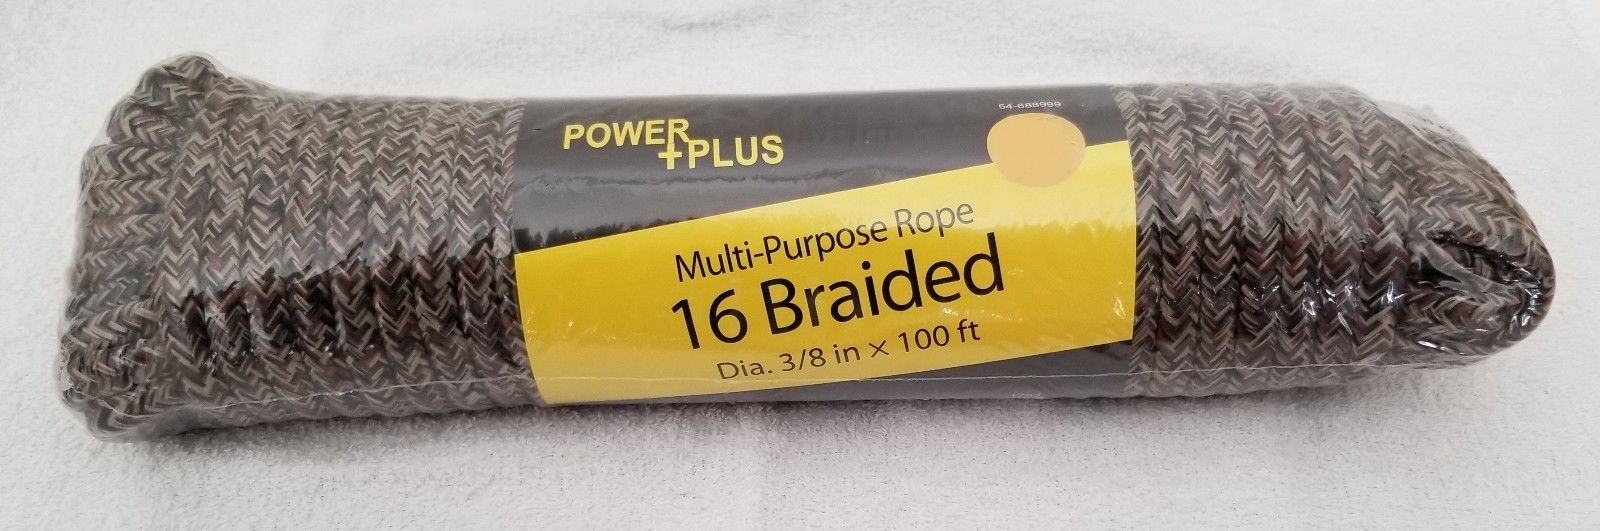 54-688999
POWER
+PLUS
Multi-Purpose Rope
16 Braided
Dia. 3/8 in × 100 ft